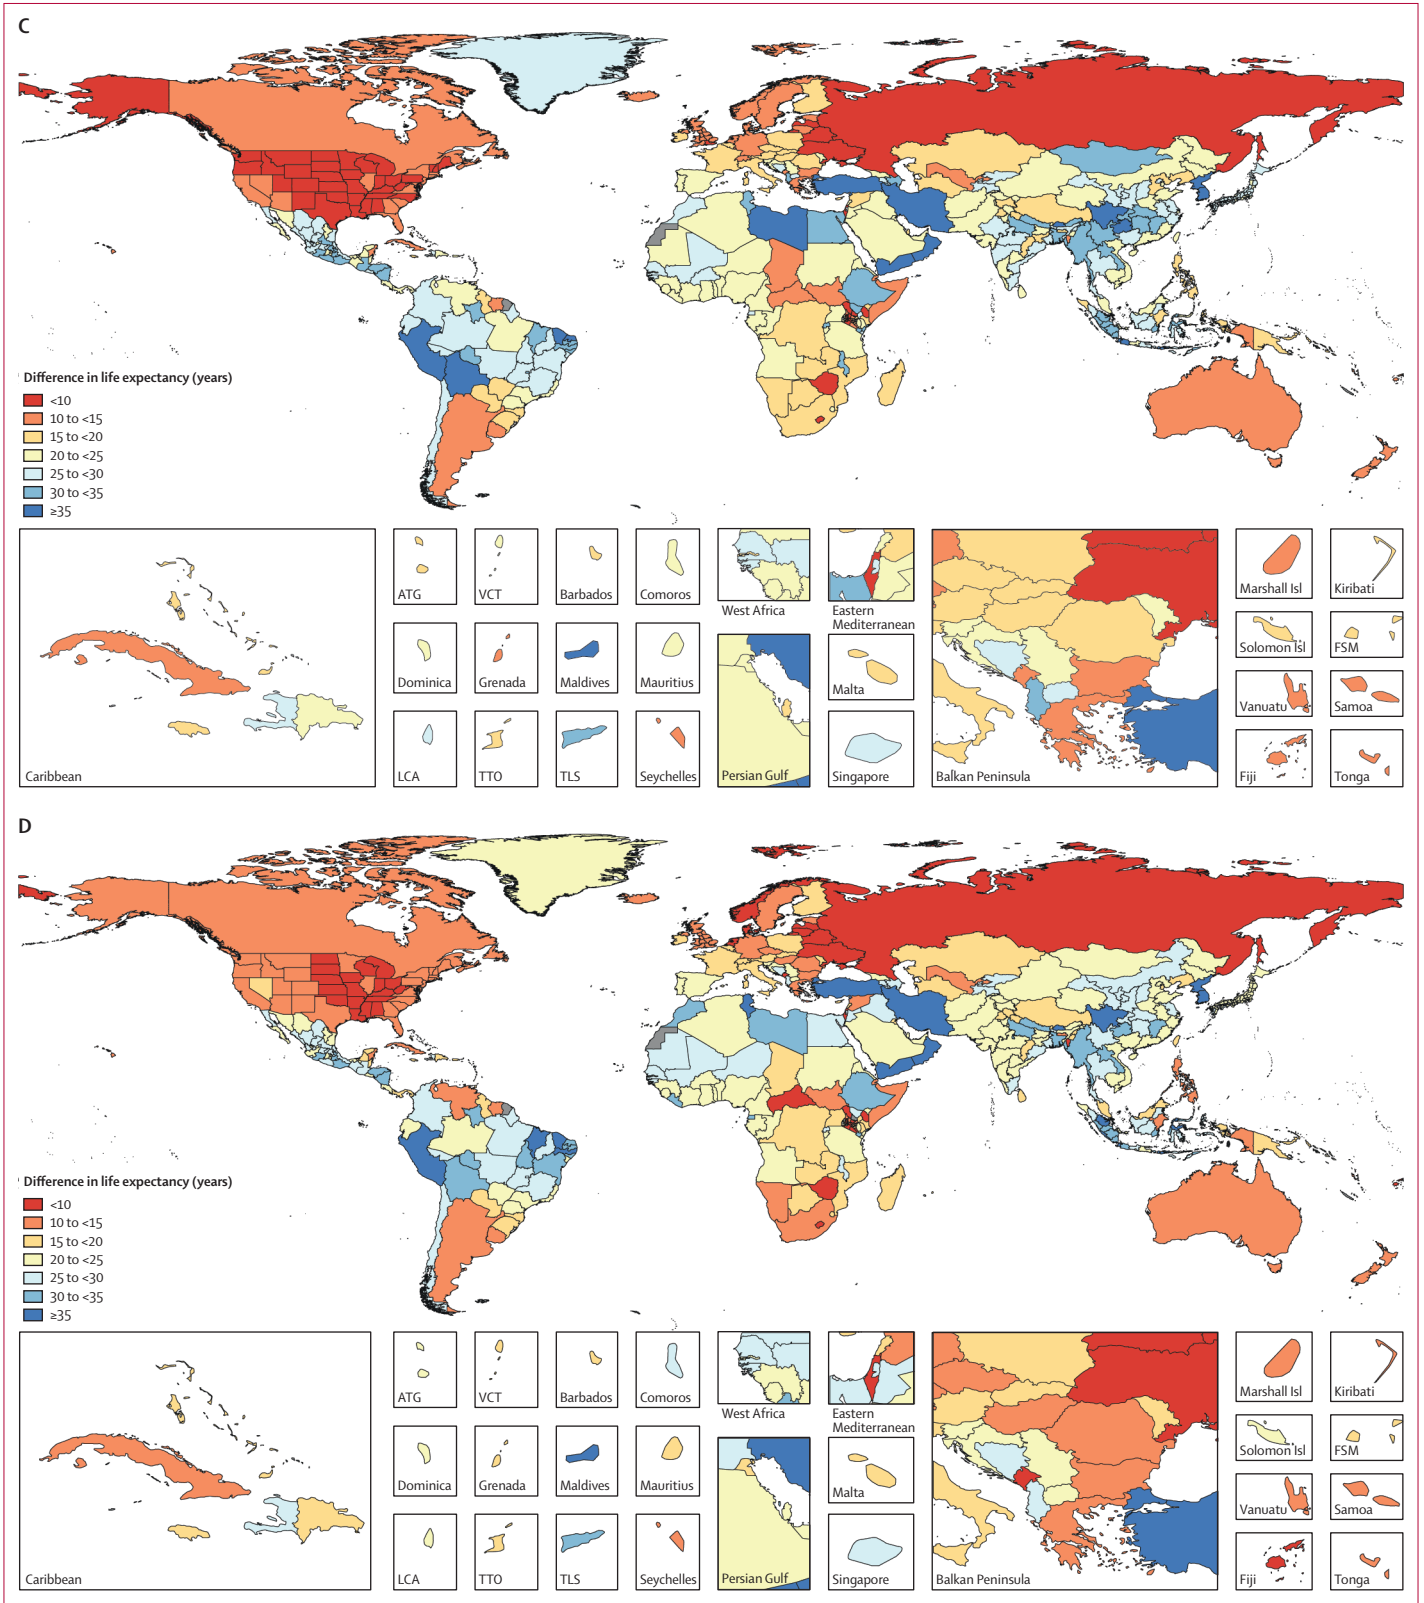 C
Difference in life expectancy (years)
<10
10 to <15
15 to <20
20 to <25
25 to <30
30 to <35
≥35
Caribbean
ATG
VCT
Barbados
Comoros
Dominica
Grenada
Maldives
Mauritius
LCA
TTO
TLS
Seychelles
West Africa
Persian Gulf
Eastern
Mediterranean
Malta
Singapore
Balkan Peninsula
Marshall Isl
Kiribati
Solomon Isl
FSM
Vanuatu
Samoa
Fiji
Tonga
D
Difference in life expectancy (years)
<10
10 to <15
15 to <20
20 to <25
25 to <30
30 to <35
≥35
Caribbean
ATG
VCT
Barbados
Comoros
Dominica
Grenada
Maldives
Mauritius
LCA
TTO
TLS
Seychelles
West Africa
Persian Gulf
Eastern
Mediterranean
Malta
Singapore
Balkan Peninsula
Marshall Isl
Kiribati
Solomon Isl
FSM
Vanuatu
Samoa
Fiji
Tonga